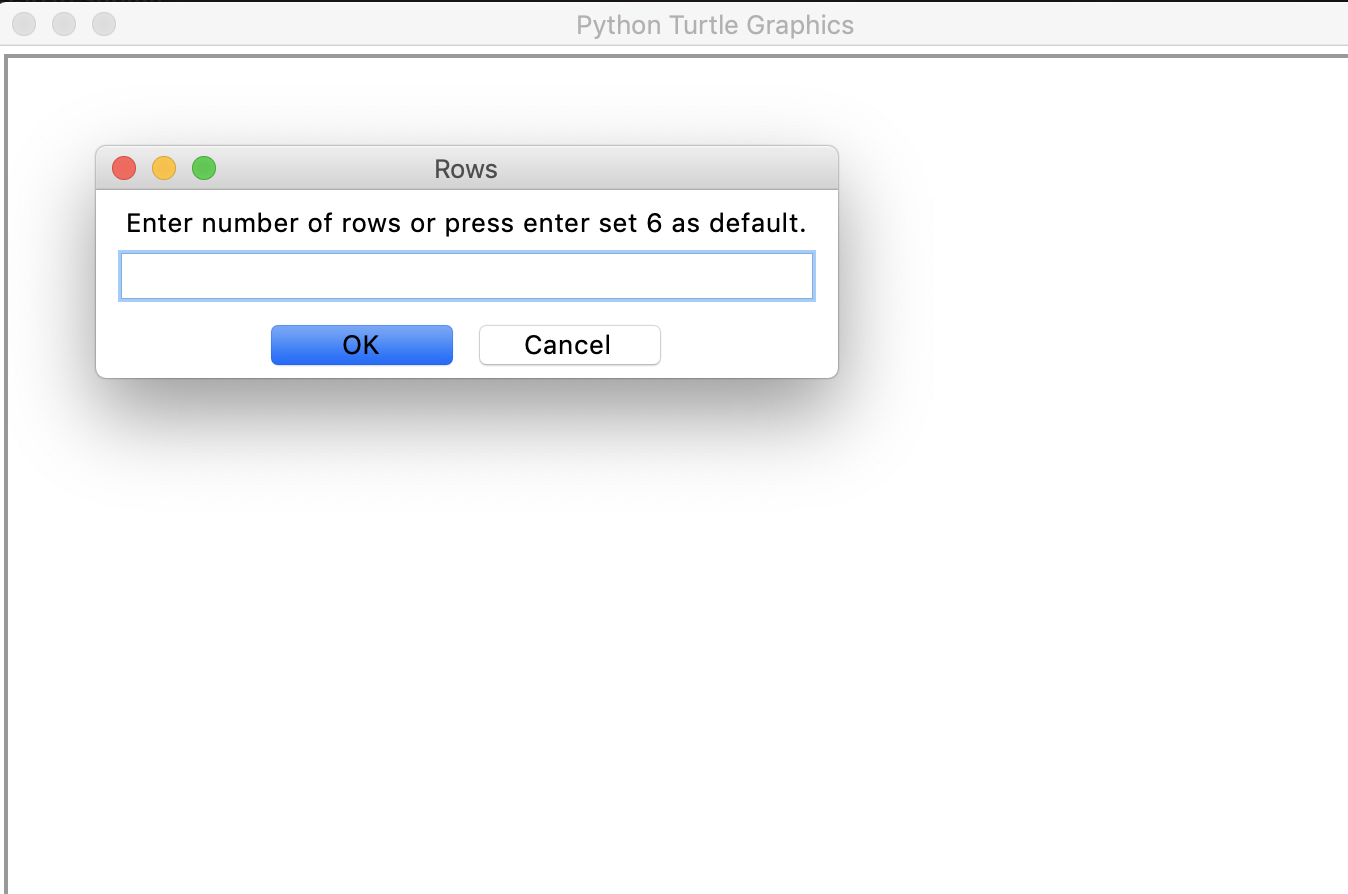 Python Turtle Graphics
Rows
Enter number of rows or press enter set 6 as default.
OK
Cancel